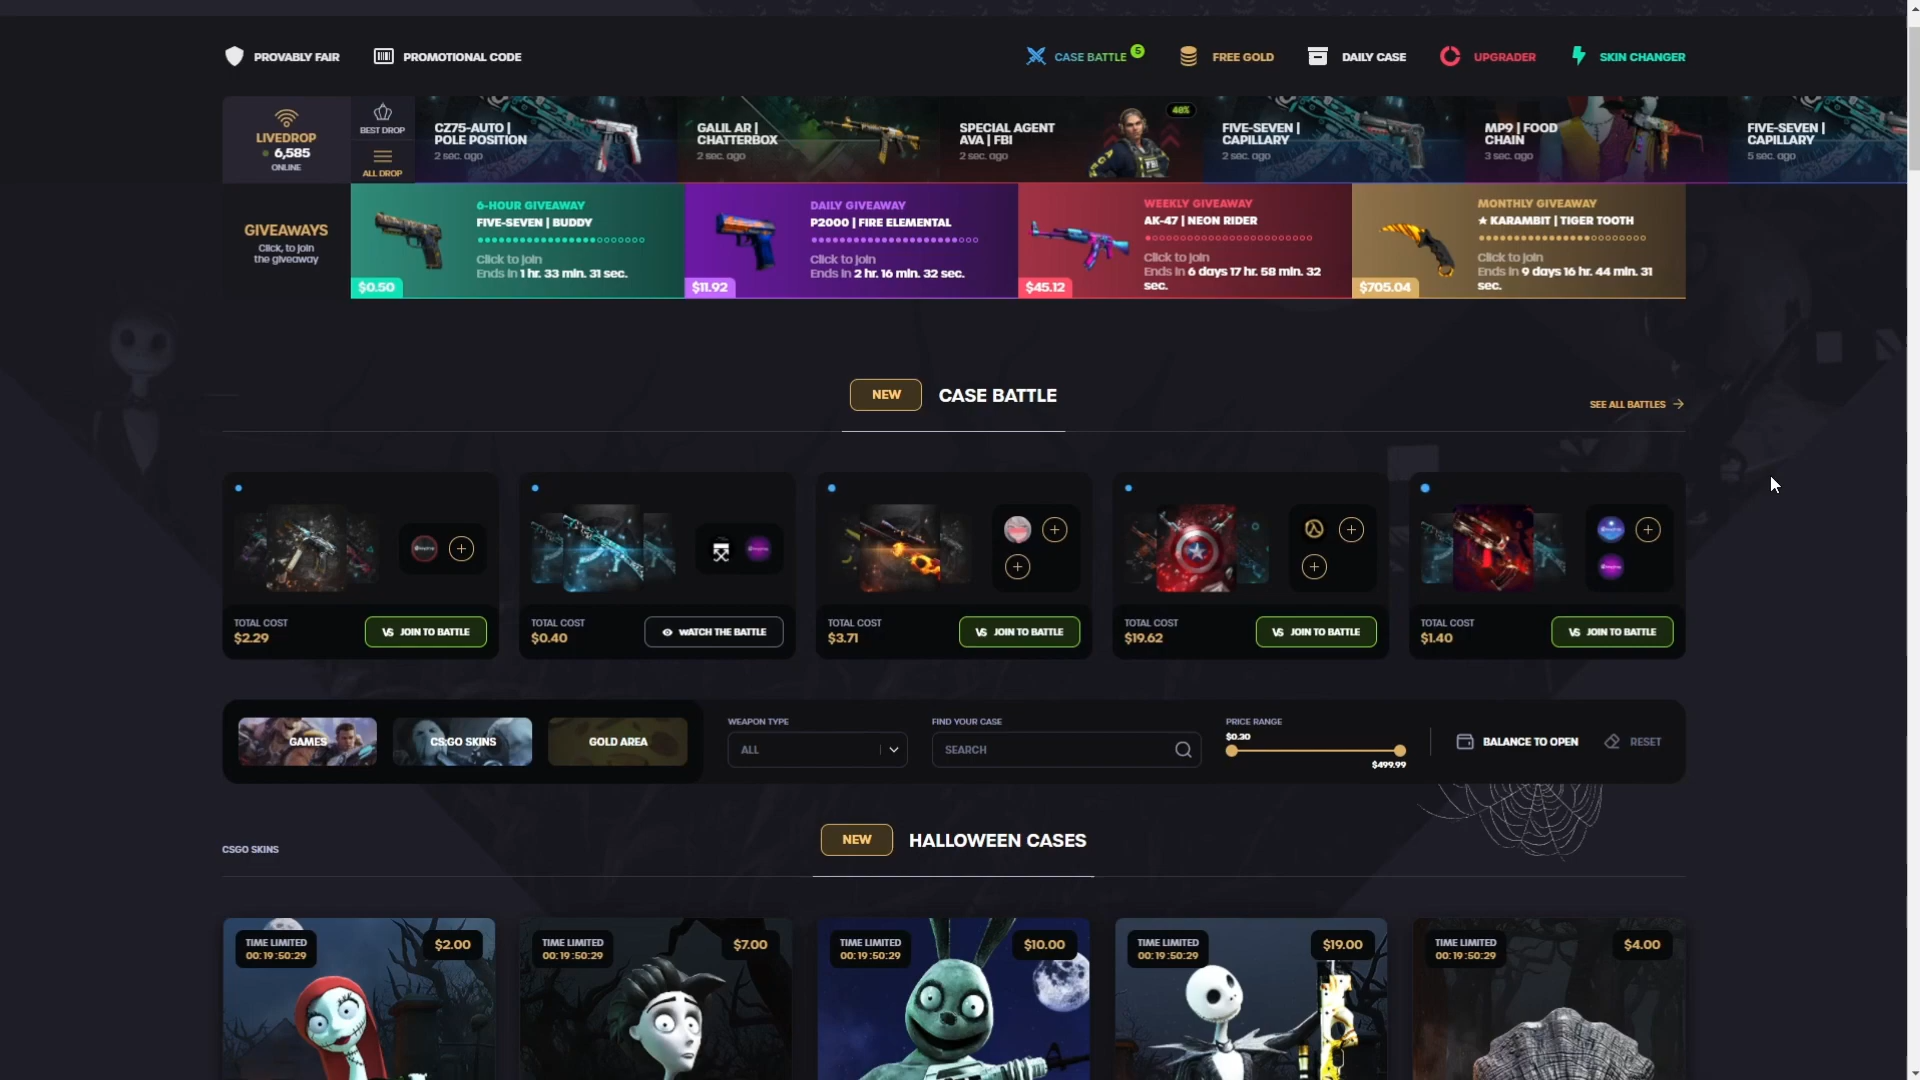 PROVABLY FAIR
PROMOTIONAL CODE
CASE BATTLE 5
FREE GOLD
DAILY CASE
UPGRADER
SKIN CHANGER
LIVEDROP
6,585
ONLINE
BEST DROP
ALL DROP
CZ75-AUTO |
POLE POSITION
2 sec. ago
GALIL AR |
CHATTERBOX
2 sec. ago
SPECIAL AGENT
AVA | FBI
2 sec. ago
46%
FIVE-SEVEN |
CAPILLARY
2 sec. ago
MP9 | FOOD
CHAIN
3 sec. ago
FIVE-SEVEN |
CAPILLARY
5 sec. ago
GIVEAWAYS
Click, to join
the giveaway
6-HOUR GIVEAWAY
FIVE-SEVEN | BUDDY
Click to join
Ends in 1 hr. 33 min. 31 sec.
$0.50
DAILY GIVEAWAY
P2000 | FIRE ELEMENTAL
Click to join
Ends in 2 hr. 16 min. 32 sec.
$11.92
WEEKLY GIVEAWAY
AK-47 | NEON RIDER
Click to join
Ends in 6 days 17 hr. 58 min. 32
sec.
$45.12
MONTHLY GIVEAWAY
★ KARAMBIT | TIGER TOOTH
Click to join
Ends in 9 days 16 hr. 44 min. 31
sec.
$705.04
NEW
CASE BATTLE
SEE ALL BATTLES
TOTAL COST
$2.29
VS JOIN TO BATTLE
TOTAL COST
$0.40
WATCH THE BATTLE
TOTAL COST
$3.71
VS JOIN TO BATTLE
TOTAL COST
$19.62
VS JOIN TO BATTLE
TOTAL COST
$1.40
VS JOIN TO BATTLE
GAMES
CS:GO SKINS
GOLD AREA
WEAPON TYPE
ALL
FIND YOUR CASE
SEARCH
PRICE RANGE
$0.30
$499.99
BALANCE TO OPEN
RESET
CSGO SKINS
NEW
HALLOWEEN CASES
TIME LIMITED
00:19:50:29
$2.00
TIME LIMITED
00:19:50:29
$7.00
TIME LIMITED
00:19:50:29
$10.00
TIME LIMITED
00:19:50:29
$19.00
TIME LIMITED
00:19:50:29
$4.00